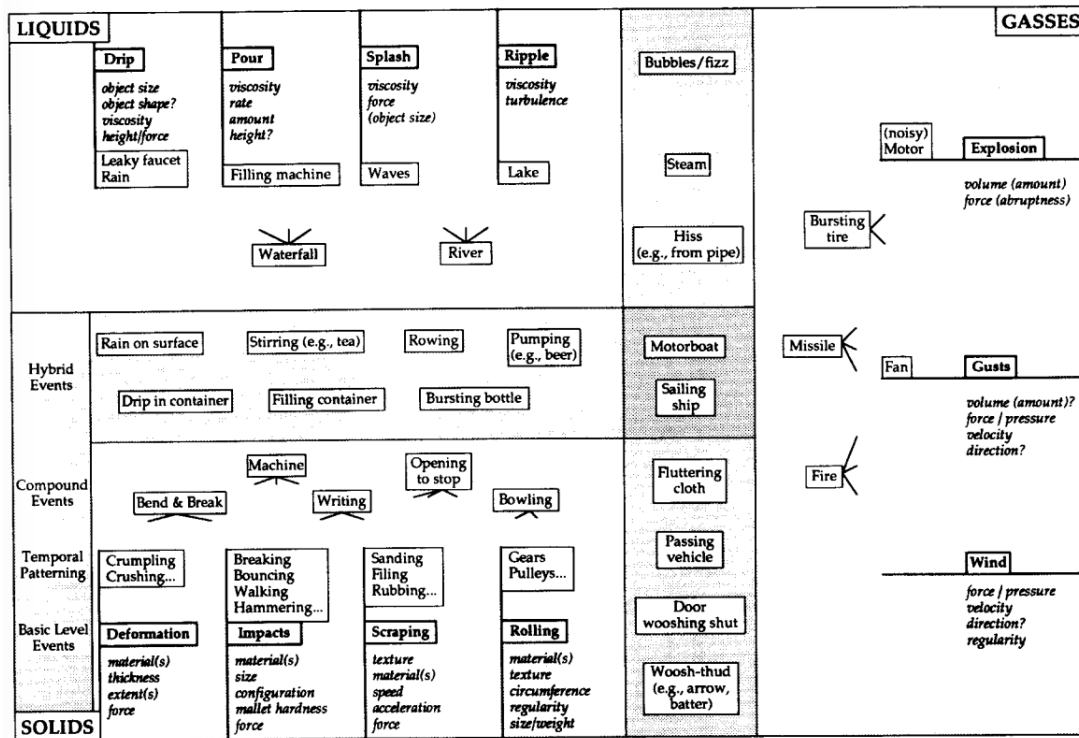 LIQUIDS
GASSES
Drip
object size
object shape?
viscosity
height/force
Leaky faucet
Rain
Pour
viscosity
rate
amount
height?
Filling machine
Splash
viscosity
force
(object size)
Waves
Ripple
viscosity
turbulence
Lake
Waterfall
River
Bubbles/fizz
Steam
Hiss
(e.g., from pipe)
(noisy)
Motor
Explosion
volume (amount)
force (abruptness)
Bursting
tire
Hybrid
Events
Rain on surface
Stirring (e.g., tea)
Rowing
Pumping
(e.g., beer)
Drip in container
Filling container
Bursting bottle
Motorboat
Sailing
ship
Missile
Fan
Gusts
volume (amount)?
force / pressure
velocity
direction?
Compound
Events
Machine
Opening
to stop
Bend & Break
Writing
Bowling
Fluttering
cloth
Fire
Temporal
Patterning
Crumpling
Crushing...
Breaking
Bouncing
Walking
Hammering...
Sanding
Filing
Rubbing...
Gears
Pulleys...
Passing
vehicle
Wind
force / pressure
velocity
direction?
regularity
Basic Level
Events
Deformation
material(s)
thickness
extent(s)
force
Impacts
material(s)
size
configuration
mallet hardness
force
Scraping
texture
material(s)
speed
acceleration
force
Rolling
material(s)
texture
circumference
regularity
size/weight
Door
wooshing shut
Woosh-thud
(e.g., arrow,
batter)
SOLIDS